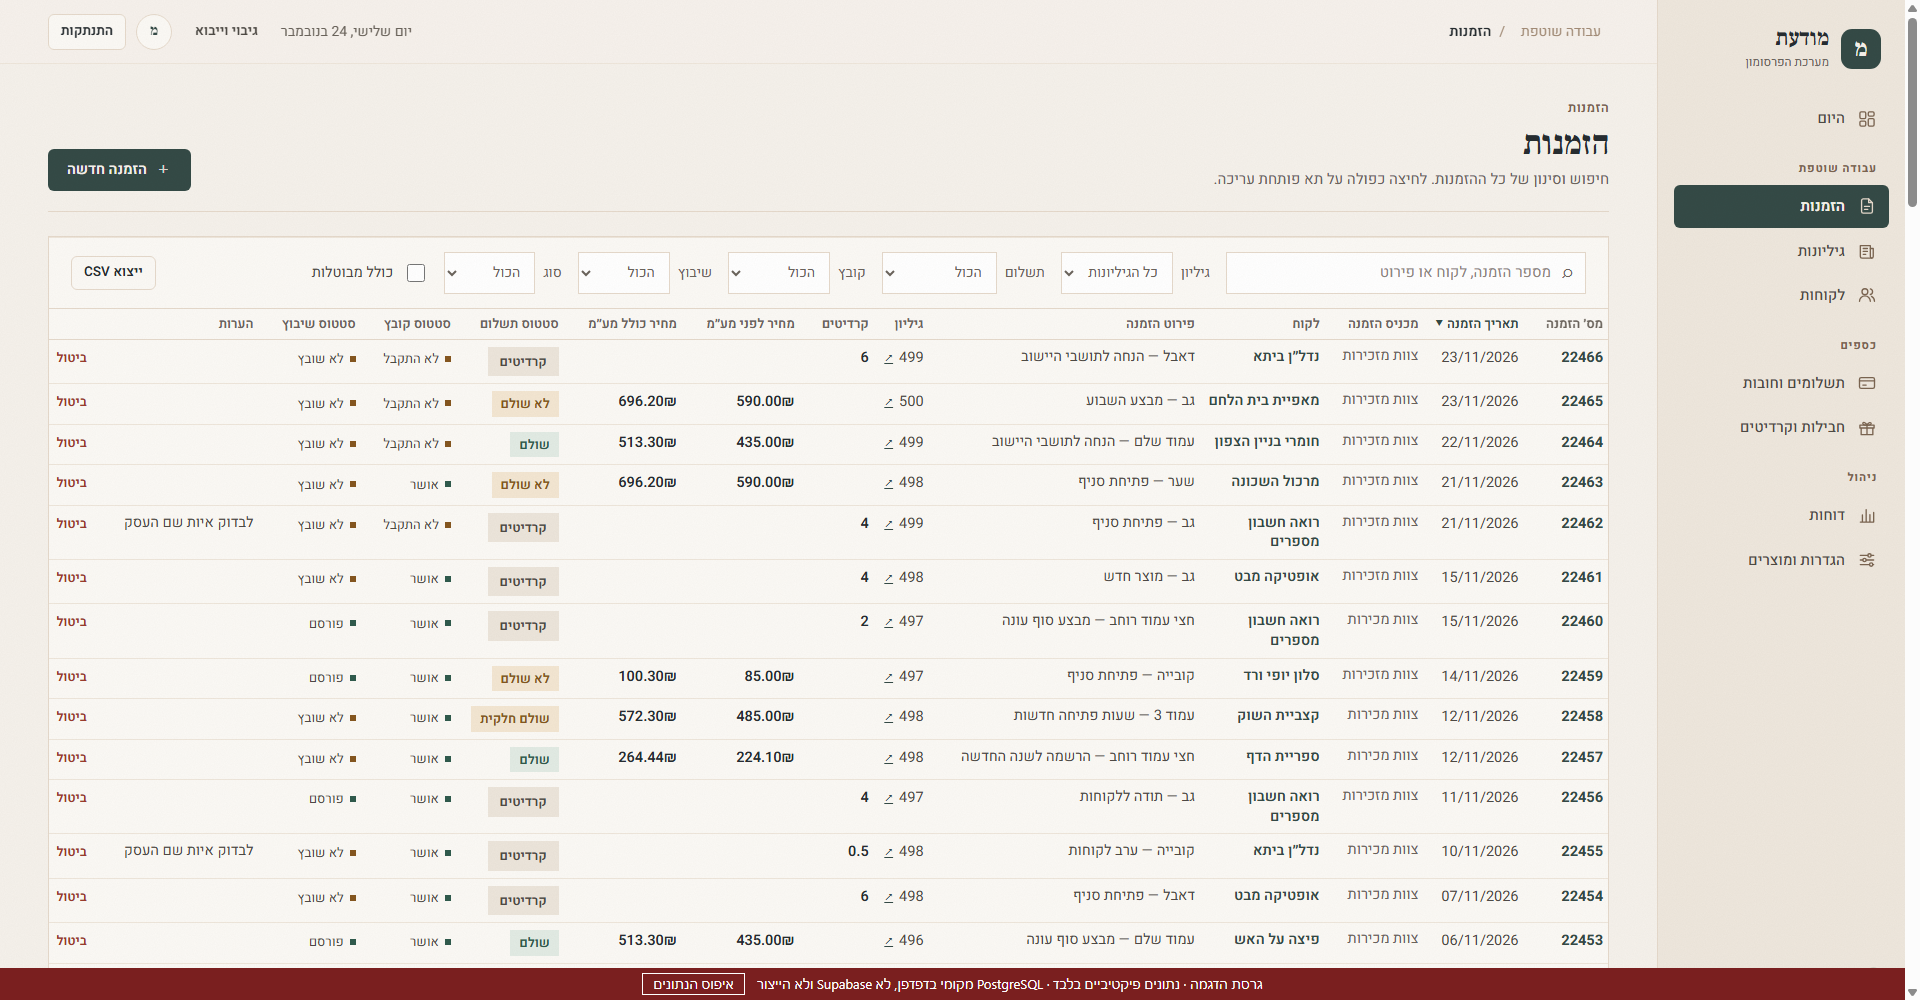 מודעת
מערכת הפרסומון
מ
היום
עבודה שוטפת
הזמנות
גיליונות
לקוחות
כספים
תשלומים וחובות
חבילות וקרדיטים
ניהול
דוחות
הגדרות ומוצרים
עבודה שוטפת / הזמנות
יום שלישי, 24 בנובמבר
גיבוי וייבוא
מ
התנתקות
הזמנות
הזמנות
חיפוש וסינון של כל ההזמנות. לחיצה כפולה על תא פותחת עריכה.
+ הזמנה חדשה
מספר הזמנה, לקוח או פירוט גיליון כל הגיליונות תשלום הכול קובץ הכול שיבוץ הכול סוג הכול כולל מבוטלות ייצוא CSV
מס׳ הזמנה תאריך הזמנה ▼ מכניס הזמנה לקוח פירוט הזמנה גיליון קרדיטים מחיר לפני מע״מ מחיר כולל מע״מ סטטוס תשלום סטטוס קובץ סטטוס שיבוץ הערות
22466 23/11/2026 צוות מזכירות נדל״ן ביתא דאבל — הנחה לתושבי היישוב 499 ↗ 6 קרדיטים לא התקבל לא שובץ ביטול
22465 23/11/2026 צוות מזכירות מאפיית בית הלחם גב — מבצע השבוע 500 ↗ 590.00₪ 696.20₪ לא שולם לא התקבל לא שובץ ביטול
22464 22/11/2026 צוות מזכירות חומרי בניין הצפון עמוד שלם — הנחה לתושבי היישוב 499 ↗ 435.00₪ 513.30₪ שולם לא התקבל לא שובץ ביטול
22463 21/11/2026 צוות מזכירות מרכול השכונה שער — פתיחת סניף 498 ↗ 590.00₪ 696.20₪ לא שולם אושר לא שובץ ביטול
22462 21/11/2026 צוות מזכירות רואה חשבון מספרים גב — פתיחת סניף 499 ↗ 4 קרדיטים לא התקבל לא שובץ לבדוק איות שם העסק ביטול
22461 15/11/2026 צוות מזכירות אופטיקה מבט גב — מוצר חדש 498 ↗ 4 קרדיטים אושר לא שובץ ביטול
22460 15/11/2026 צוות מכירות רואה חשבון מספרים חצי עמוד רוחב — מבצע סוף עונה 497 ↗ 2 קרדיטים אושר פורסם ביטול
22459 14/11/2026 צוות מזכירות סלון יופי ורד קובייה — פתיחת סניף 497 ↗ 85.00₪ 100.30₪ לא שולם אושר פורסם ביטול
22458 12/11/2026 צוות מכירות קצביית השוק עמוד 3 — שעות פתיחה חדשות 498 ↗ 485.00₪ 572.30₪ שולם חלקית אושר לא שובץ ביטול
22457 12/11/2026 צוות מכירות ספריית הדף חצי עמוד רוחב — הרשמה לשנה החדשה 498 ↗ 224.10₪ 264.44₪ שולם אושר לא שובץ ביטול
22456 11/11/2026 צוות מזכירות רואה חשבון מספרים גב — תודה ללקוחות 497 ↗ 4 קרדיטים אושר פורסם ביטול
22455 10/11/2026 צוות מזכירות נדל״ן ביתא קובייה — ערב לקוחות 498 ↗ 0.5 קרדיטים אושר לא שובץ לבדוק איות שם העסק ביטול
22454 07/11/2026 צוות מכירות אופטיקה מבט דאבל — פתיחת סניף 498 ↗ 6 קרדיטים אושר לא שובץ ביטול
22453 06/11/2026 צוות מכירות פיצה על האש עמוד שלם — מבצע סוף עונה 496 ↗ 435.00₪ 513.30₪ שולם אושר פורסם ביטול
גרסת הדגמה · נתונים פיקטיביים בלבד · PostgreSQL מקומי בדפדפן, לא Supabase ולא הייצור איפוס הנתונים